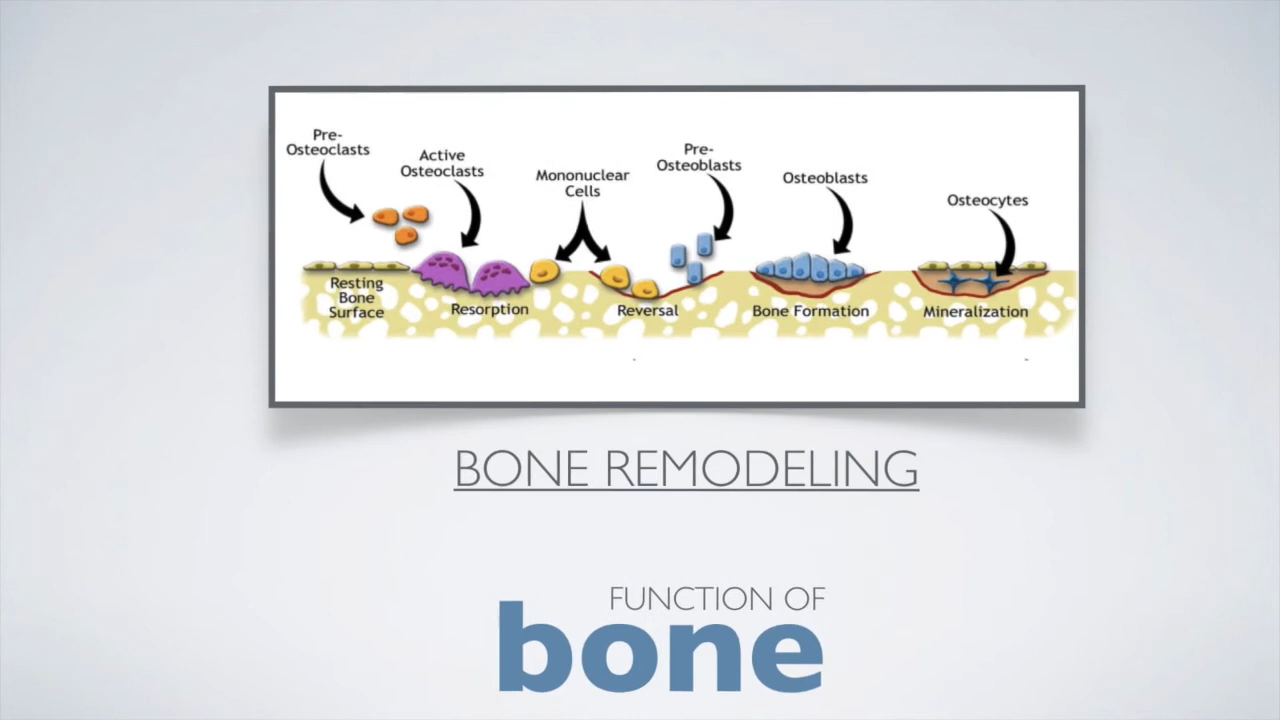 Pre-
Osteoclasts
Active
Osteoclasts
Mononuclear
Cells
Pre-
Osteoblasts
Osteoblasts
Osteocytes
Resting
Bone
Surface
Resorption
Reversal
Bone Formation
Mineralization
BONE REMODELING
FUNCTION OF
bone